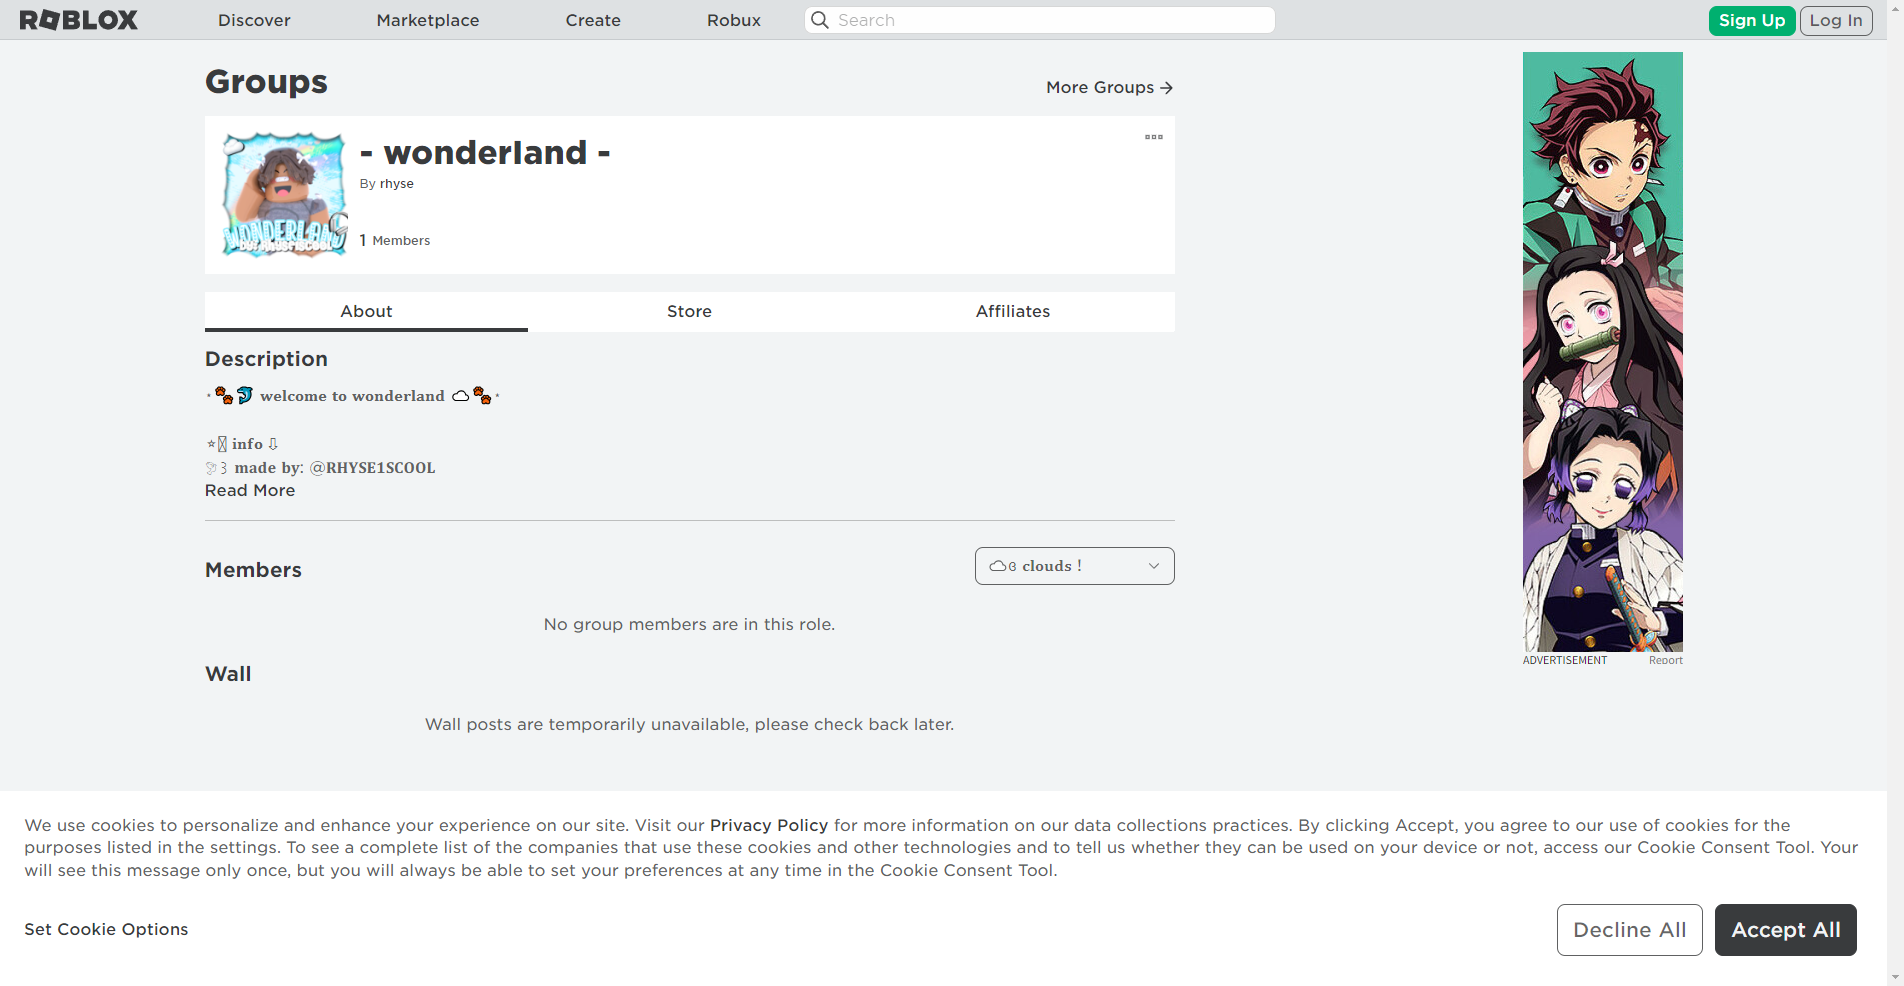 ROBLOX Discover Marketplace Create Robux Search Sign Up Log In
Groups
More Groups →
- wonderland -
By rhyse
1 Members
WONDERLAND
BY: RHYSE1SCOOL
About Store Affiliates
Description
⋆🐾🐬 welcome to wonderland ☁🐾⋆
⭐ info ⇩
🕊꒱ made by: @RHYSE1SCOOL
Read More
Members
☁ɞ clouds !
No group members are in this role.
Wall
Wall posts are temporarily unavailable, please check back later.
ADVERTISEMENT Report
We use cookies to personalize and enhance your experience on our site. Visit our Privacy Policy for more information on our data collections practices. By clicking Accept, you agree to our use of cookies for the
purposes listed in the settings. To see a complete list of the companies that use these cookies and other technologies and to tell us whether they can be used on your device or not, access our Cookie Consent Tool. Your
will see this message only once, but you will always be able to set your preferences at any time in the Cookie Consent Tool.
Set Cookie Options
Decline All
Accept All